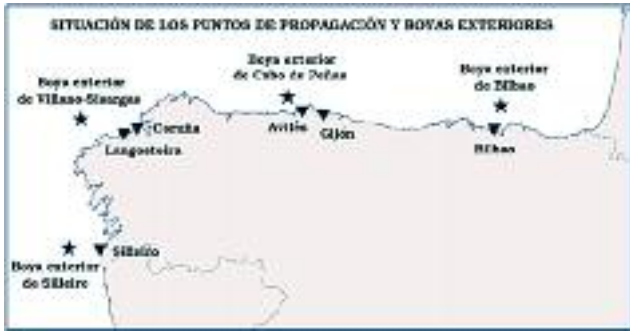 SITUACIÓN DE LOS PUNTOS DE PROPAGACIÓN Y BOYAS EXTERIORES
Boya exterior
de Cabo de Peñas
Boya exterior
de Bilbao
Boya exterior
de Villano-Sisargas
Coruña
Langosteira
Avilés
Gijón
Bilbao
Silleiro
Boya exterior
de Silleiro